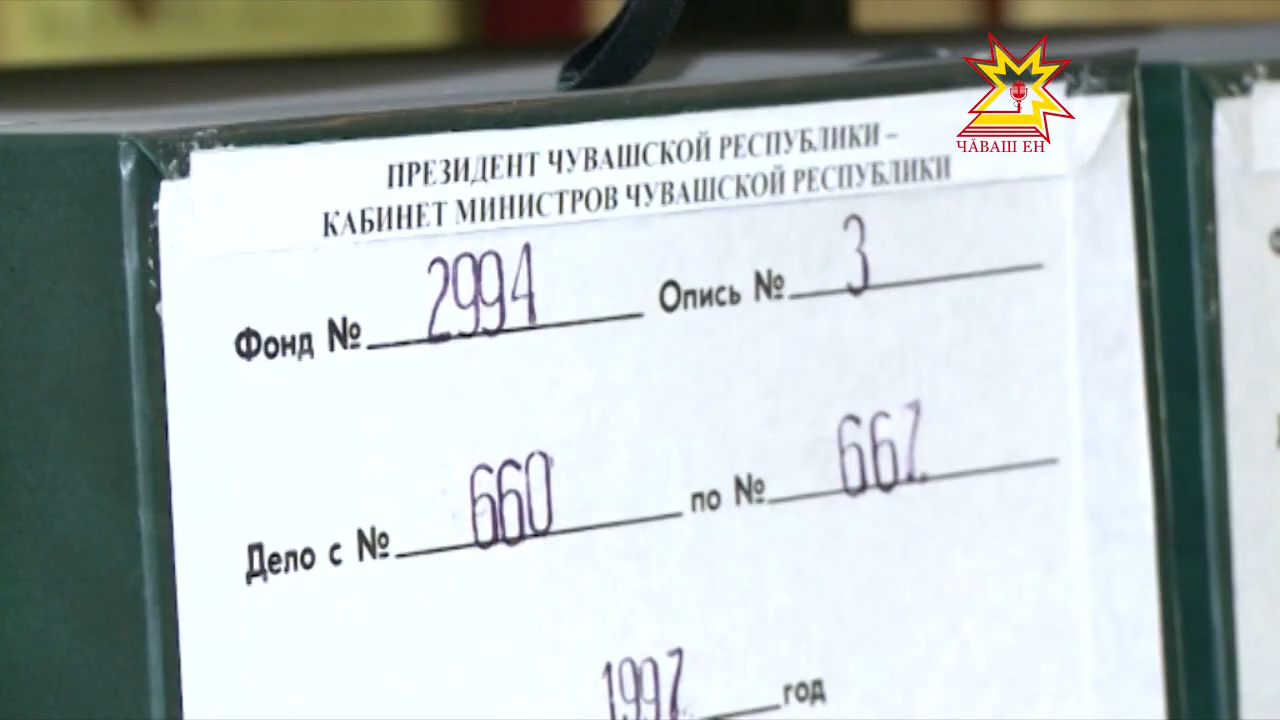 ЧӐВАШ ЕН
ПРЕЗИДЕНТ ЧУВАШСКОЙ РЕСПУБЛИКИ –
КАБИНЕТ МИНИСТРОВ ЧУВАШСКОЙ РЕСПУБЛИКИ
Фонд № 2994 Опись № 3
Дело с № 660 по № 667
1997 год